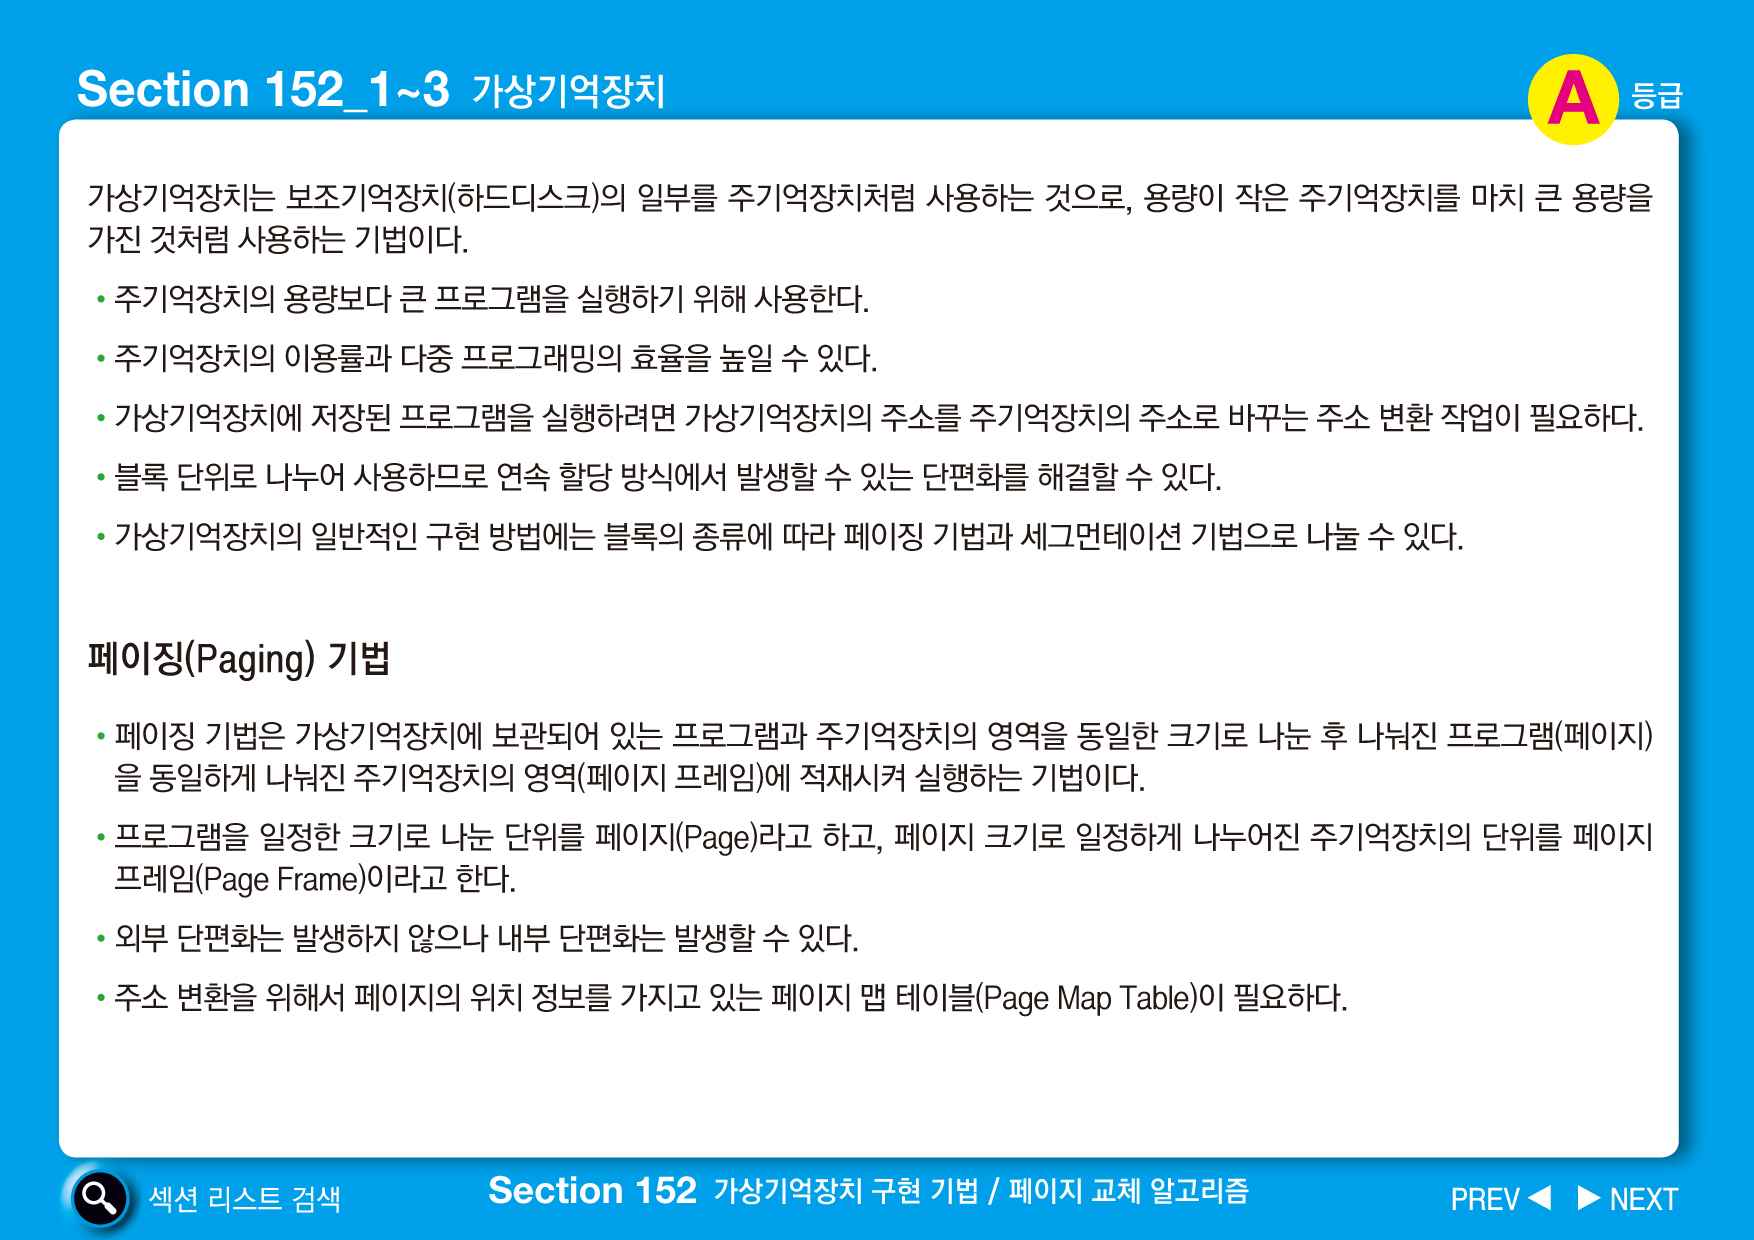 Section 152_1~3 가상기억장치
A 등급
가상기억장치는 보조기억장치(하드디스크)의 일부를 주기억장치처럼 사용하는 것으로, 용량이 작은 주기억장치를 마치 큰 용량을
가진 것처럼 사용하는 기법이다.
• 주기억장치의 용량보다 큰 프로그램을 실행하기 위해 사용한다.
• 주기억장치의 이용률과 다중 프로그래밍의 효율을 높일 수 있다.
• 가상기억장치에 저장된 프로그램을 실행하려면 가상기억장치의 주소를 주기억장치의 주소로 바꾸는 주소 변환 작업이 필요하다.
• 블록 단위로 나누어 사용하므로 연속 할당 방식에서 발생할 수 있는 단편화를 해결할 수 있다.
• 가상기억장치의 일반적인 구현 방법에는 블록의 종류에 따라 페이징 기법과 세그먼테이션 기법으로 나눌 수 있다.
페이징(Paging) 기법
• 페이징 기법은 가상기억장치에 보관되어 있는 프로그램과 주기억장치의 영역을 동일한 크기로 나눈 후 나눠진 프로그램(페이지)
을 동일하게 나눠진 주기억장치의 영역(페이지 프레임)에 적재시켜 실행하는 기법이다.
• 프로그램을 일정한 크기로 나눈 단위를 페이지(Page)라고 하고, 페이지 크기로 일정하게 나누어진 주기억장치의 단위를 페이지
프레임(Page Frame)이라고 한다.
• 외부 단편화는 발생하지 않으나 내부 단편화는 발생할 수 있다.
• 주소 변환을 위해서 페이지의 위치 정보를 가지고 있는 페이지 맵 테이블(Page Map Table)이 필요하다.
섹션 리스트 검색
Section 152 가상기억장치 구현 기법 / 페이지 교체 알고리즘
PREV ◀ ▶ NEXT